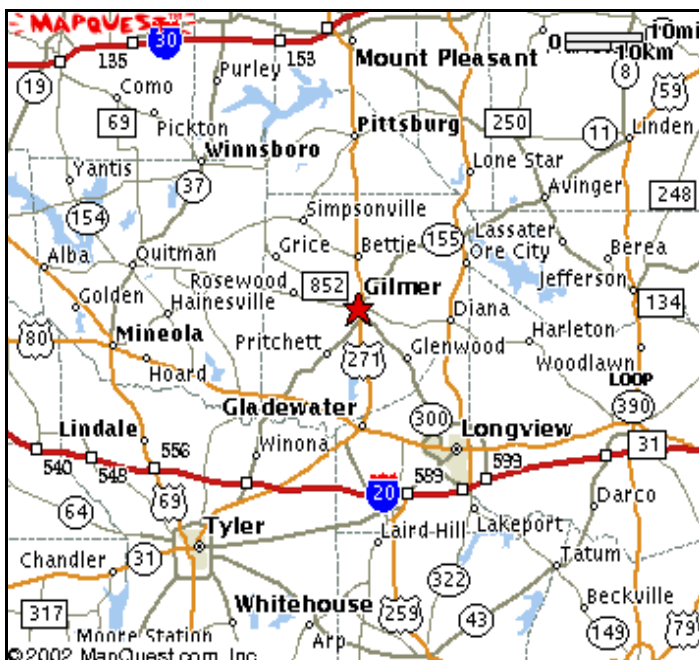 MAPQUEST
30
0 10mi
10km
135
153
Mount Pleasant
19
Como
Purley
8
59
69
Pickton
Pittsburg
250
11
Linden
Winnsboro
Yantis
37
Lone Star
Avinger
248
154
Simpsonville
Lassater
155
Alba
Quitman
Grice
Bettie
Ore City
Berea
Rosewood
852
Gilmer
Jefferson
Golden
Hainesville
Diana
134
80
Mineola
Pritchett
271
Glenwood
Harleton
Hoard
Woodlawn
LOOP
390
Gladewater
300
Longview
Lindale
556
Winona
31
540
548
589
599
69
20
64
Tyler
Laird Hill
Lakeport
Darco
Chandler
31
Tatum
322
317
Whitehouse
259
43
Beckville
Moore Station
Arp
149
79
©2002 MapQuest.com, Inc.